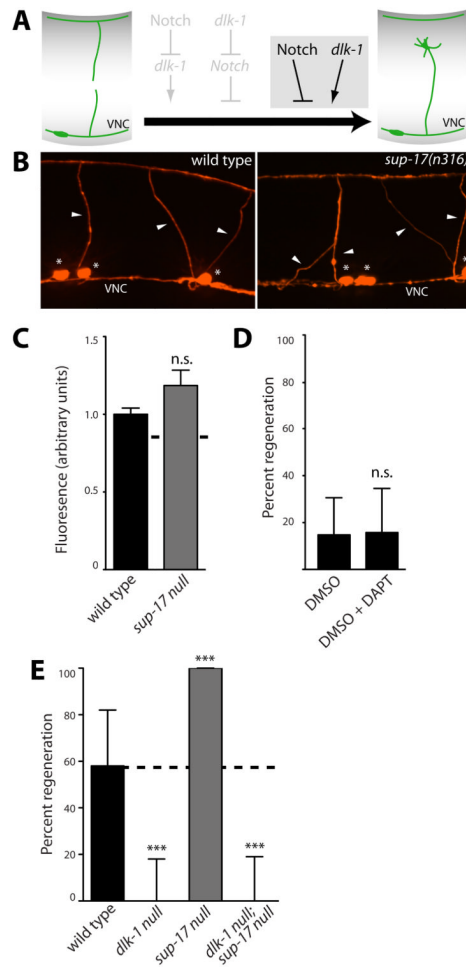 A
Notch
dlk-1
dlk-1
Notch
Notch dlk-1
VNC
VNC
B
wild type
sup-17(n316)
* * *
* * * *
VNC
VNC
C
Fluoresence (arbitrary units)
1.5
1.0
0.5
0
n.s.
wild type
sup-17 null
D
Percent regeneration
100
80
60
40
20
n.s.
DMSO
DMSO + DAPT
E
Percent regeneration
100
80
60
40
20
0
***
***
***
wild type
dlk-1 null
sup-17 null
dlk-1 null;
sup-17 null